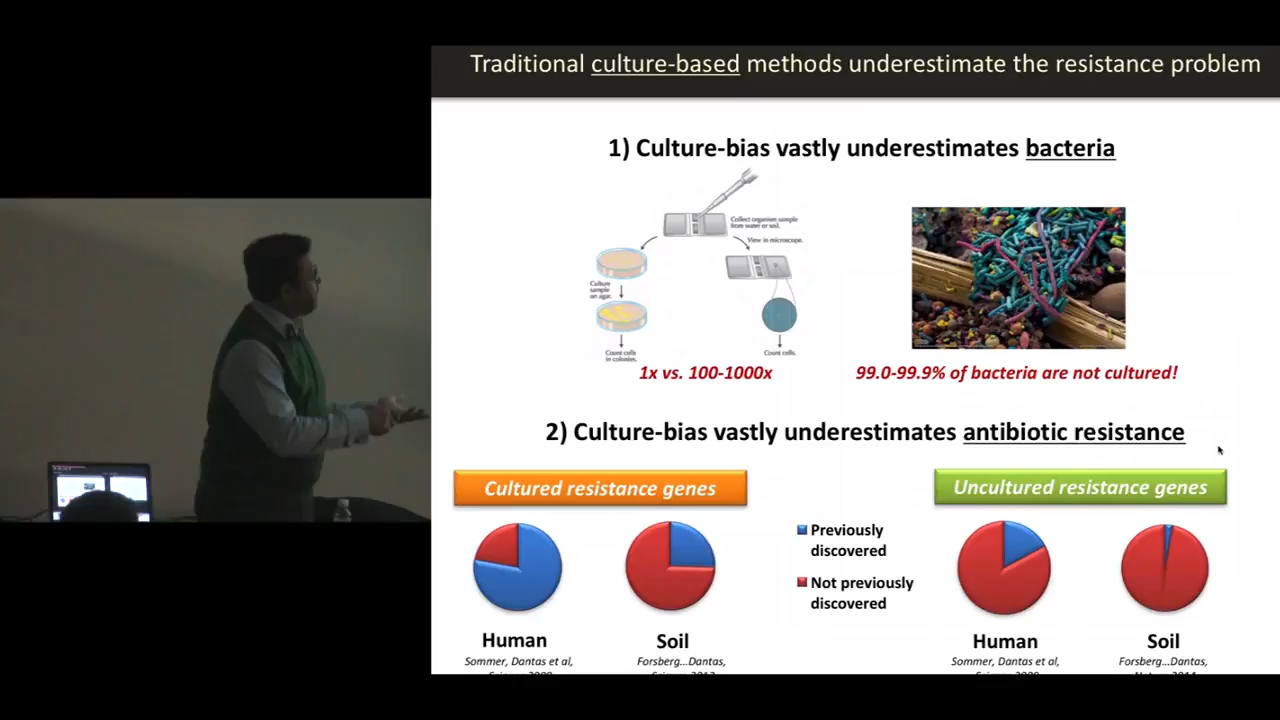 Traditional culture-based methods underestimate the resistance problem
1) Culture-bias vastly underestimates bacteria
Collect organism sample
from water or soil.
View in microscope.
Culture
sample
on agar.
Count cells
in colonies.
Count cells.
1x vs. 100-1000x
99.0-99.9% of bacteria are not cultured!
2) Culture-bias vastly underestimates antibiotic resistance
Cultured resistance genes
Uncultured resistance genes
Previously
discovered
Not previously
discovered
Human
Sommer, Dantas et al,
Soil
Forsberg...Dantas,
Human
Sommer, Dantas et al,
Soil
Forsberg...Dantas,